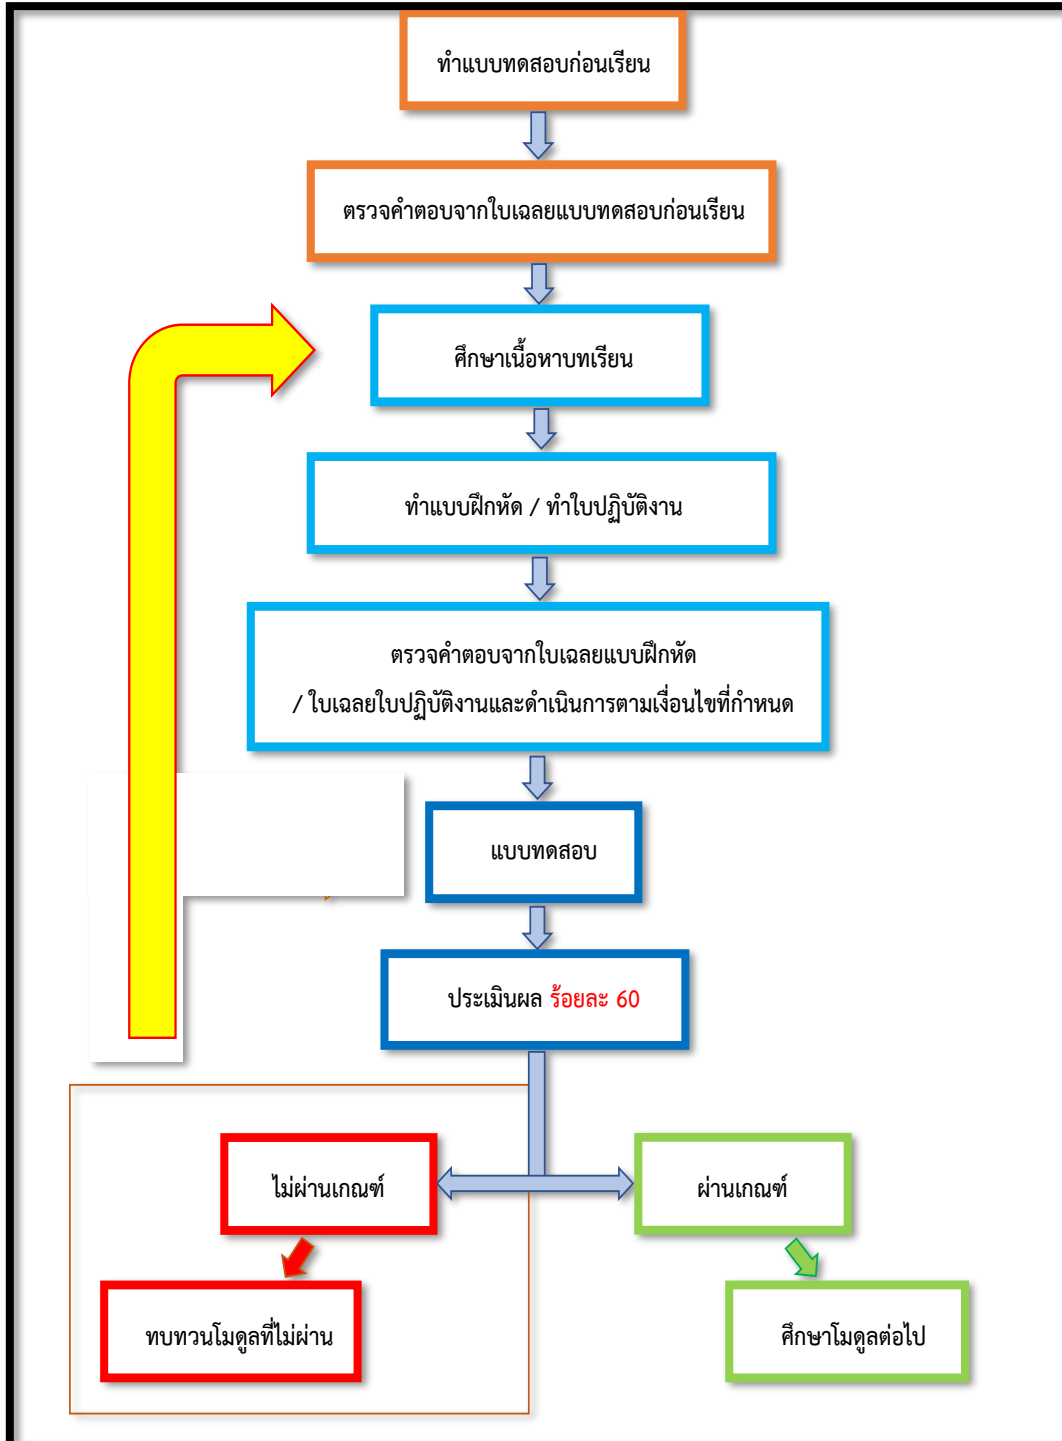 ทำแบบทดสอบก่อนเรียน
ตรวจคำตอบจากใบเฉลยแบบทดสอบก่อนเรียน
ศึกษาเนื้อหาบทเรียน
ทำแบบฝึกหัด / ทำใบปฏิบัติงาน
ตรวจคำตอบจากใบเฉลยแบบฝึกหัด
/ ใบเฉลยใบปฏิบัติงานและดำเนินการตามเงื่อนไขที่กำหนด
แบบทดสอบ
ประเมินผล ร้อยละ 60
ไม่ผ่านเกณฑ์
ผ่านเกณฑ์
ทบทวนโมดูลที่ไม่ผ่าน
ศึกษาโมดูลต่อไป